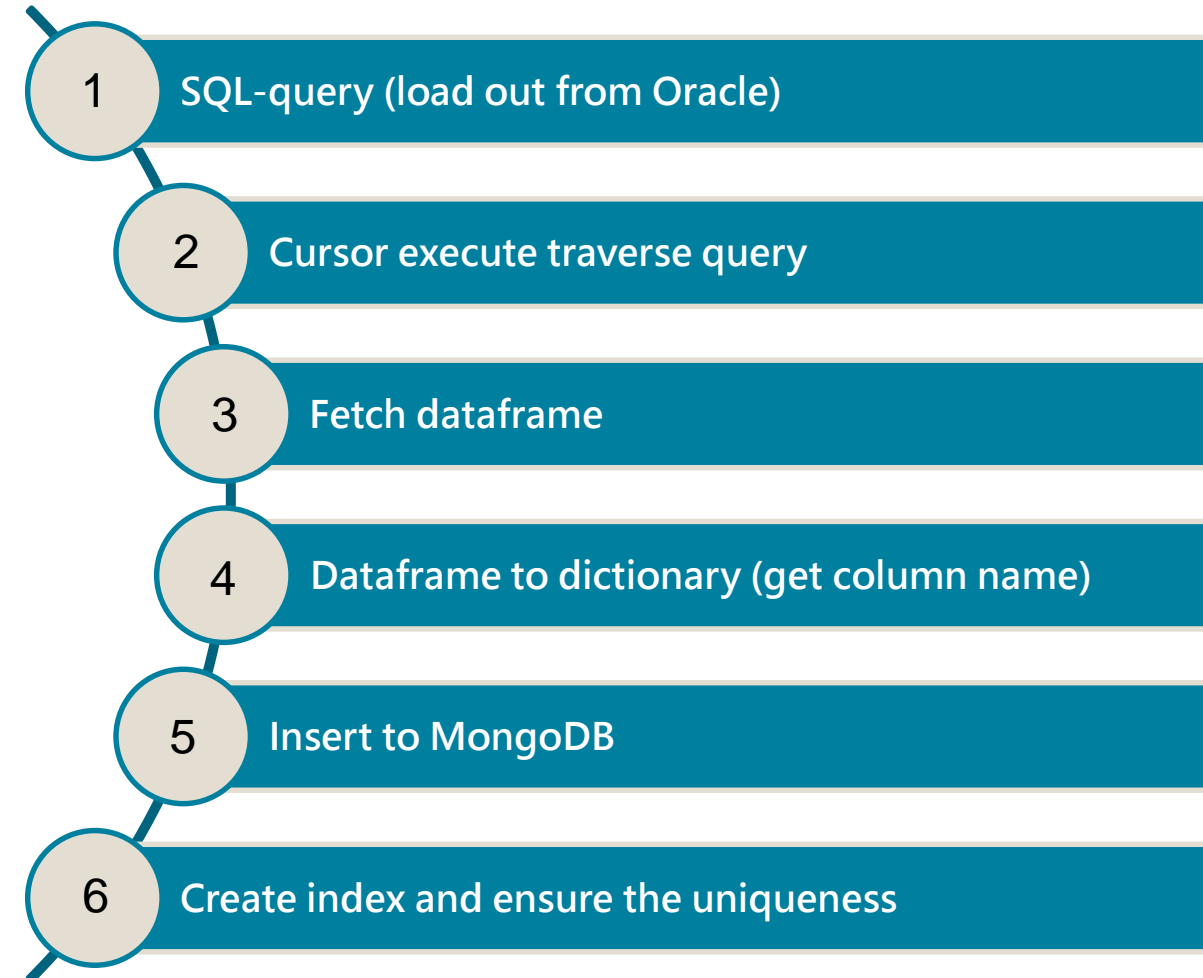 1
SQL-query (load out from Oracle)
2
Cursor execute traverse query
3
Fetch dataframe
4
Dataframe to dictionary (get column name)
5
Insert to MongoDB
6
Create index and ensure the uniqueness